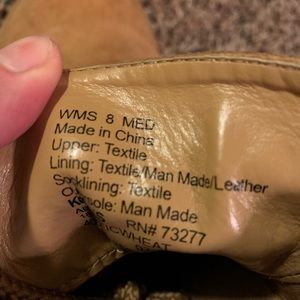 WMS 8 MED
Made in China
Upper: Textile
Lining: Textile/Man Made/Leather
Socklining: Textile
Outsole: Man Made
RN# 73277